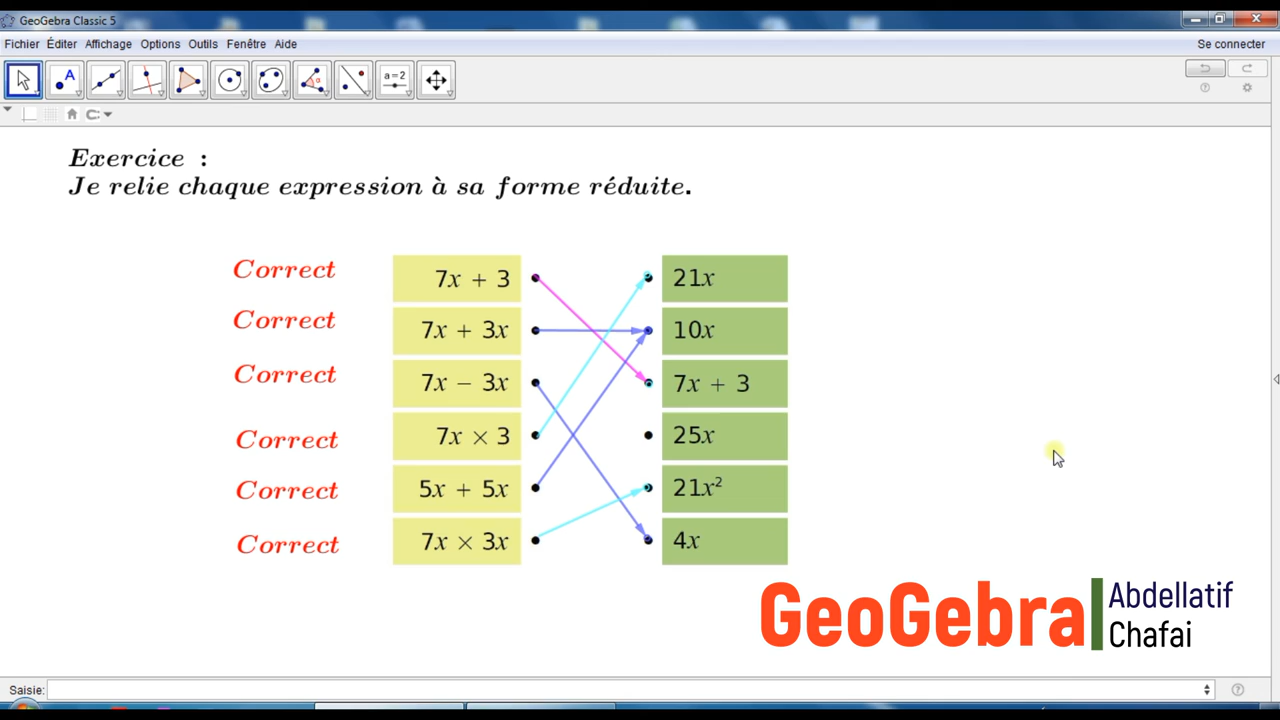 GeoGebra Classic 5
Fichier Éditer Affichage Options Outils Fenêtre Aide Se connecter
A a=2
Exercice :
Je relie chaque expression à sa forme réduite.
Correct 7x + 3 21x
Correct 7x + 3x 10x
Correct 7x − 3x 7x + 3
Correct 7x × 3 25x
Correct 5x + 5x 21x²
Correct 7x × 3x 4x
GeoGebra
Abdellatif
Chafai
Saisie: